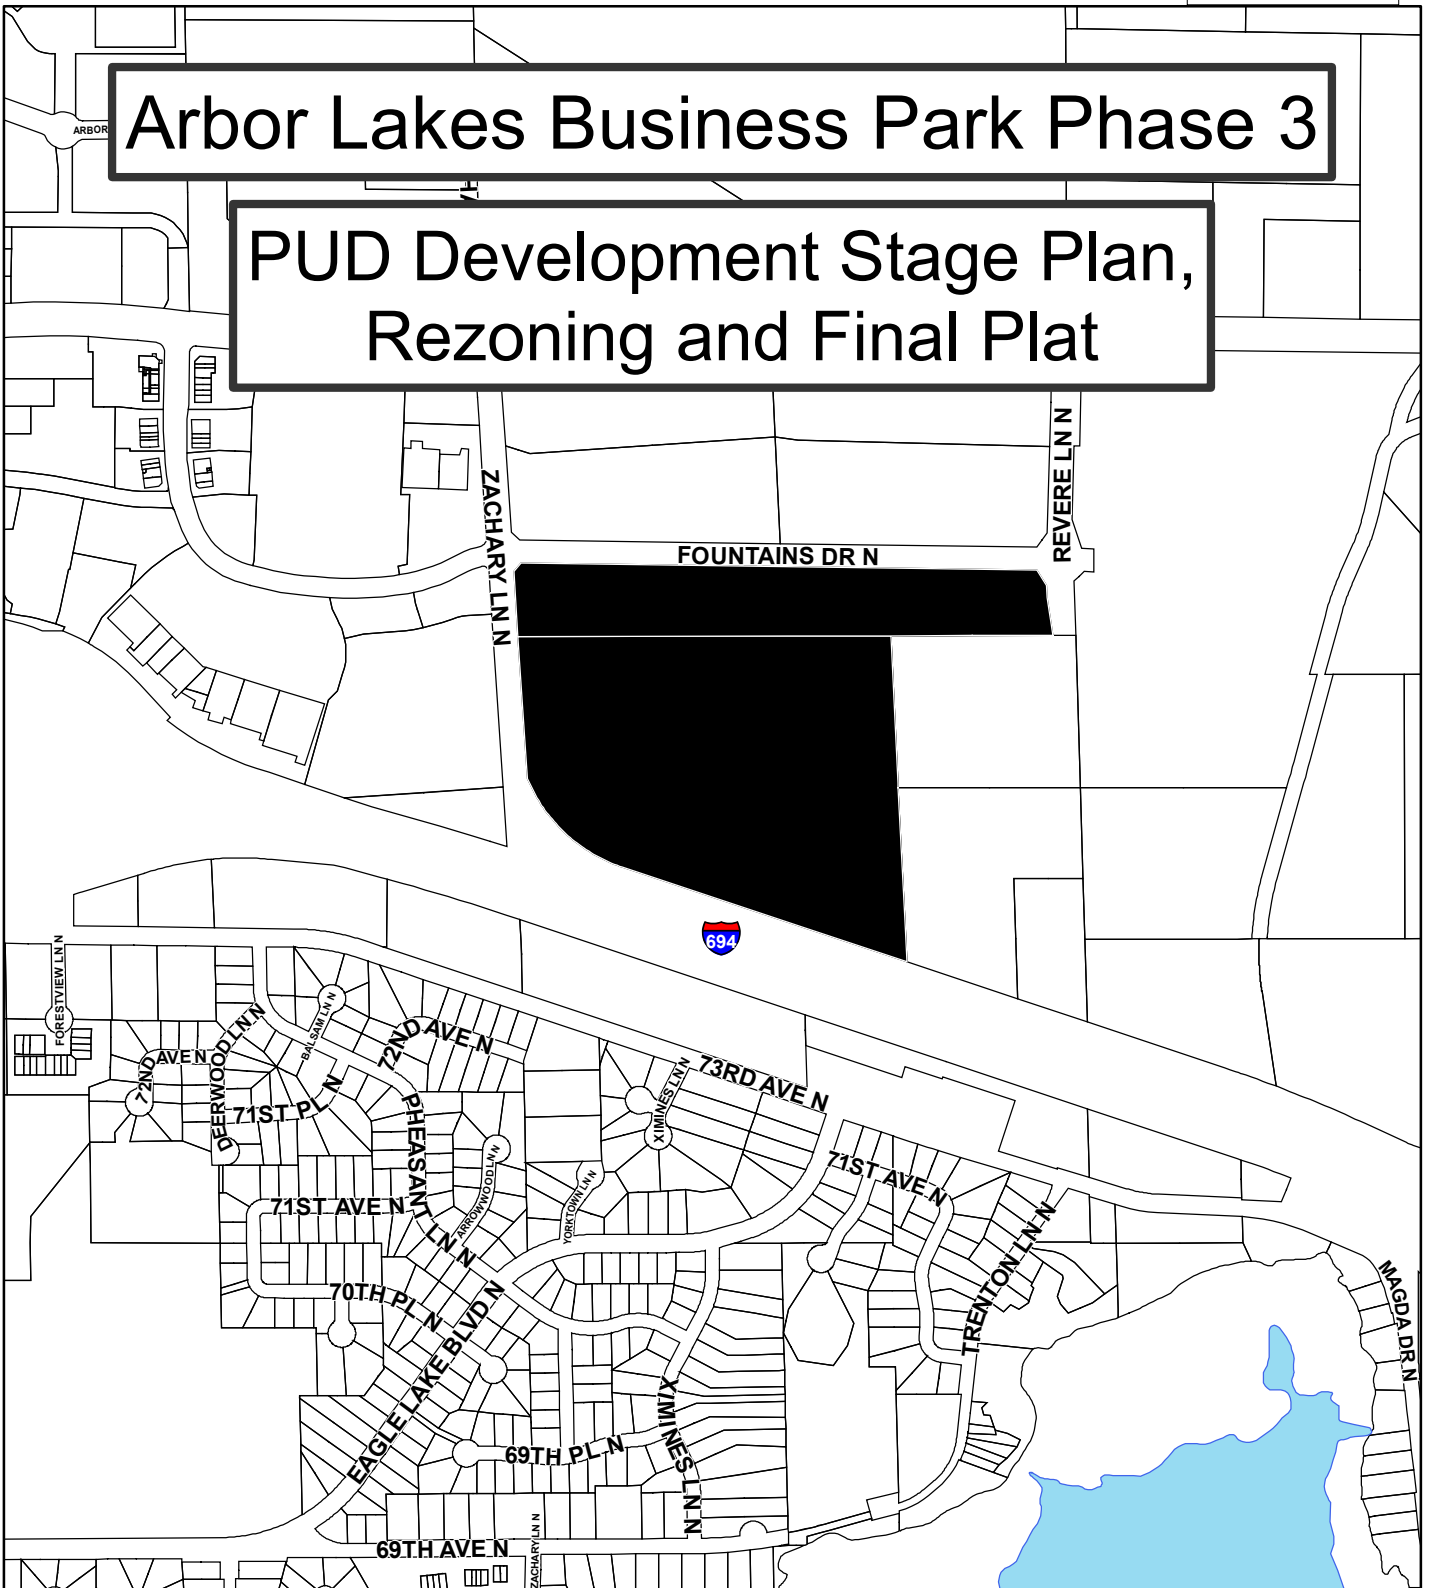 Arbor Lakes Business Park Phase 3
PUD Development Stage Plan,
Rezoning and Final Plat
ARBOR
ZACHARY LN N
REVERE LN N
FOUNTAINS DR N
694
FORESTVIEW LN N
DEERWOOD LN N
BALSAM LN N
72ND AVE N
72ND AVE N
71ST PL N
PHEASANT LN N
XIMINES LN N
73RD AVE N
ARROWWOOD LN N
YORKTOWN LN N
71ST AVE N
71ST AVE N
TRENTON LN N
70TH PL N
EAGLE LAKE BLVD N
MAGDA DR N
69TH PL N
XIMINES LN N
69TH AVE N
ZACHARY LN N